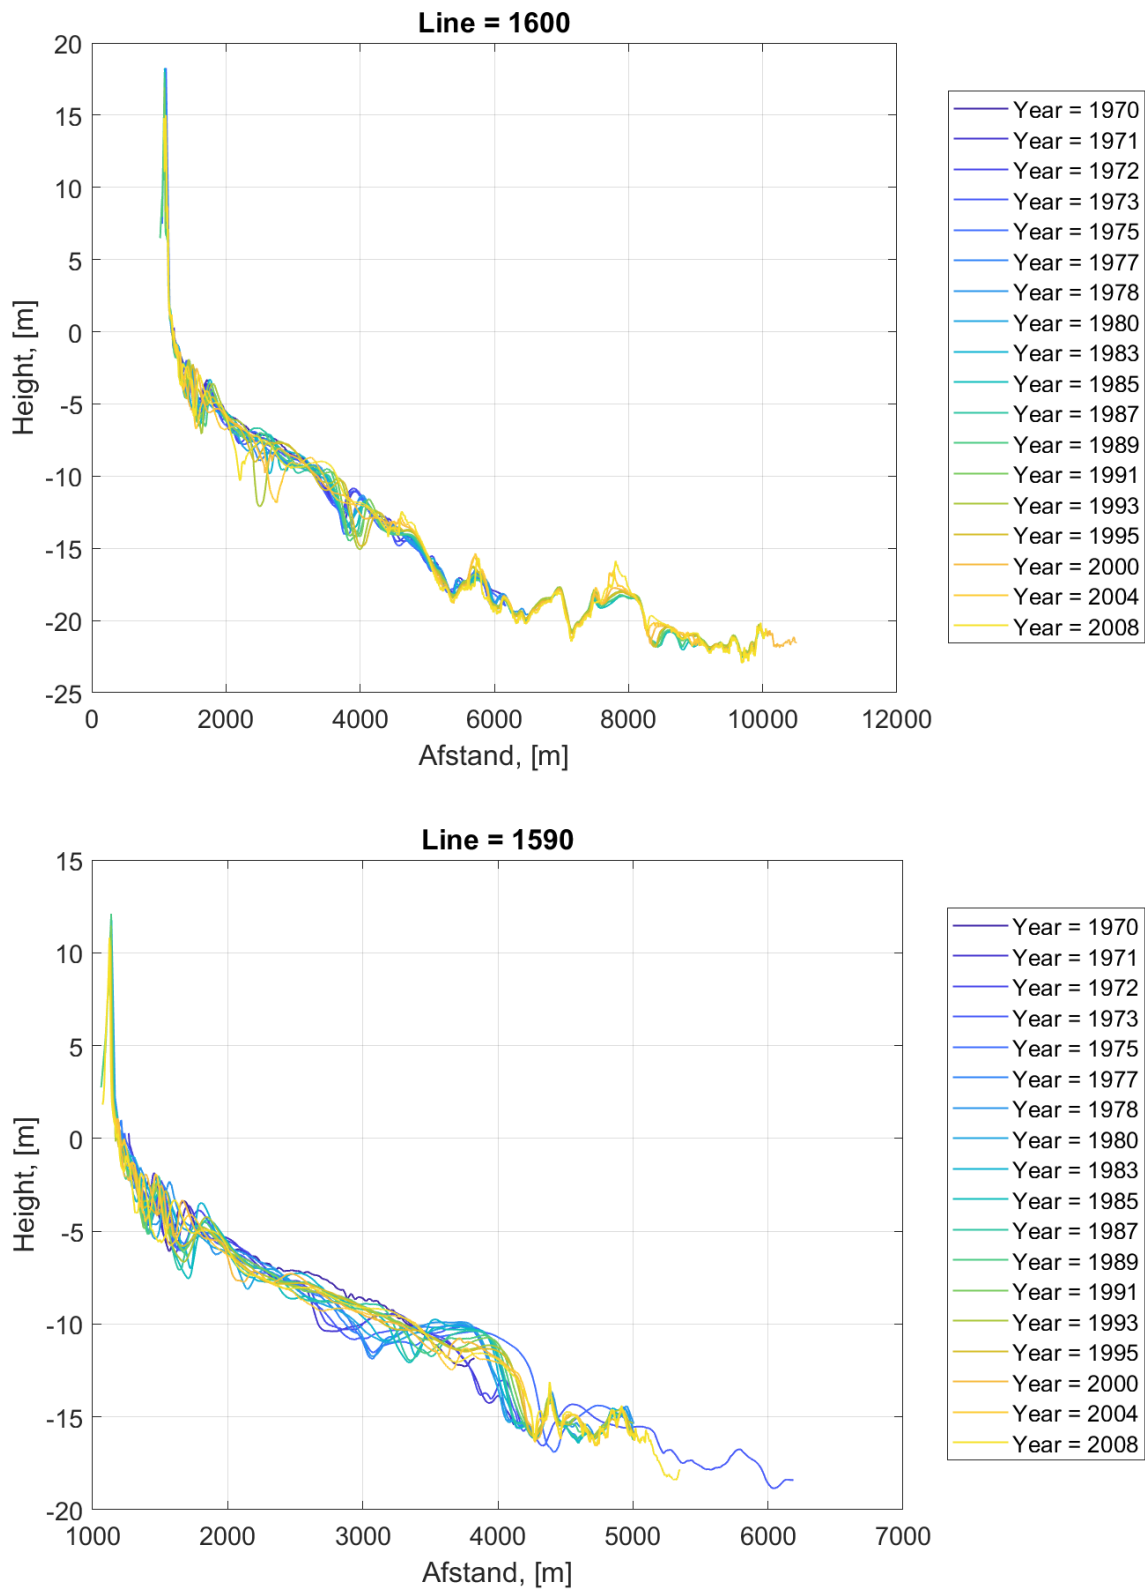 Line = 1600
20
15
10
5
0
-5
-10
-15
-20
-25
Height, [m]
0 2000 4000 6000 8000 10000 12000
Afstand, [m]
Year = 1970
Year = 1971
Year = 1972
Year = 1973
Year = 1975
Year = 1977
Year = 1978
Year = 1980
Year = 1983
Year = 1985
Year = 1987
Year = 1989
Year = 1991
Year = 1993
Year = 1995
Year = 2000
Year = 2004
Year = 2008
Line = 1590
15
10
5
0
-5
-10
-15
-20
Height, [m]
1000 2000 3000 4000 5000 6000 7000
Afstand, [m]
Year = 1970
Year = 1971
Year = 1972
Year = 1973
Year = 1975
Year = 1977
Year = 1978
Year = 1980
Year = 1983
Year = 1985
Year = 1987
Year = 1989
Year = 1991
Year = 1993
Year = 1995
Year = 2000
Year = 2004
Year = 2008